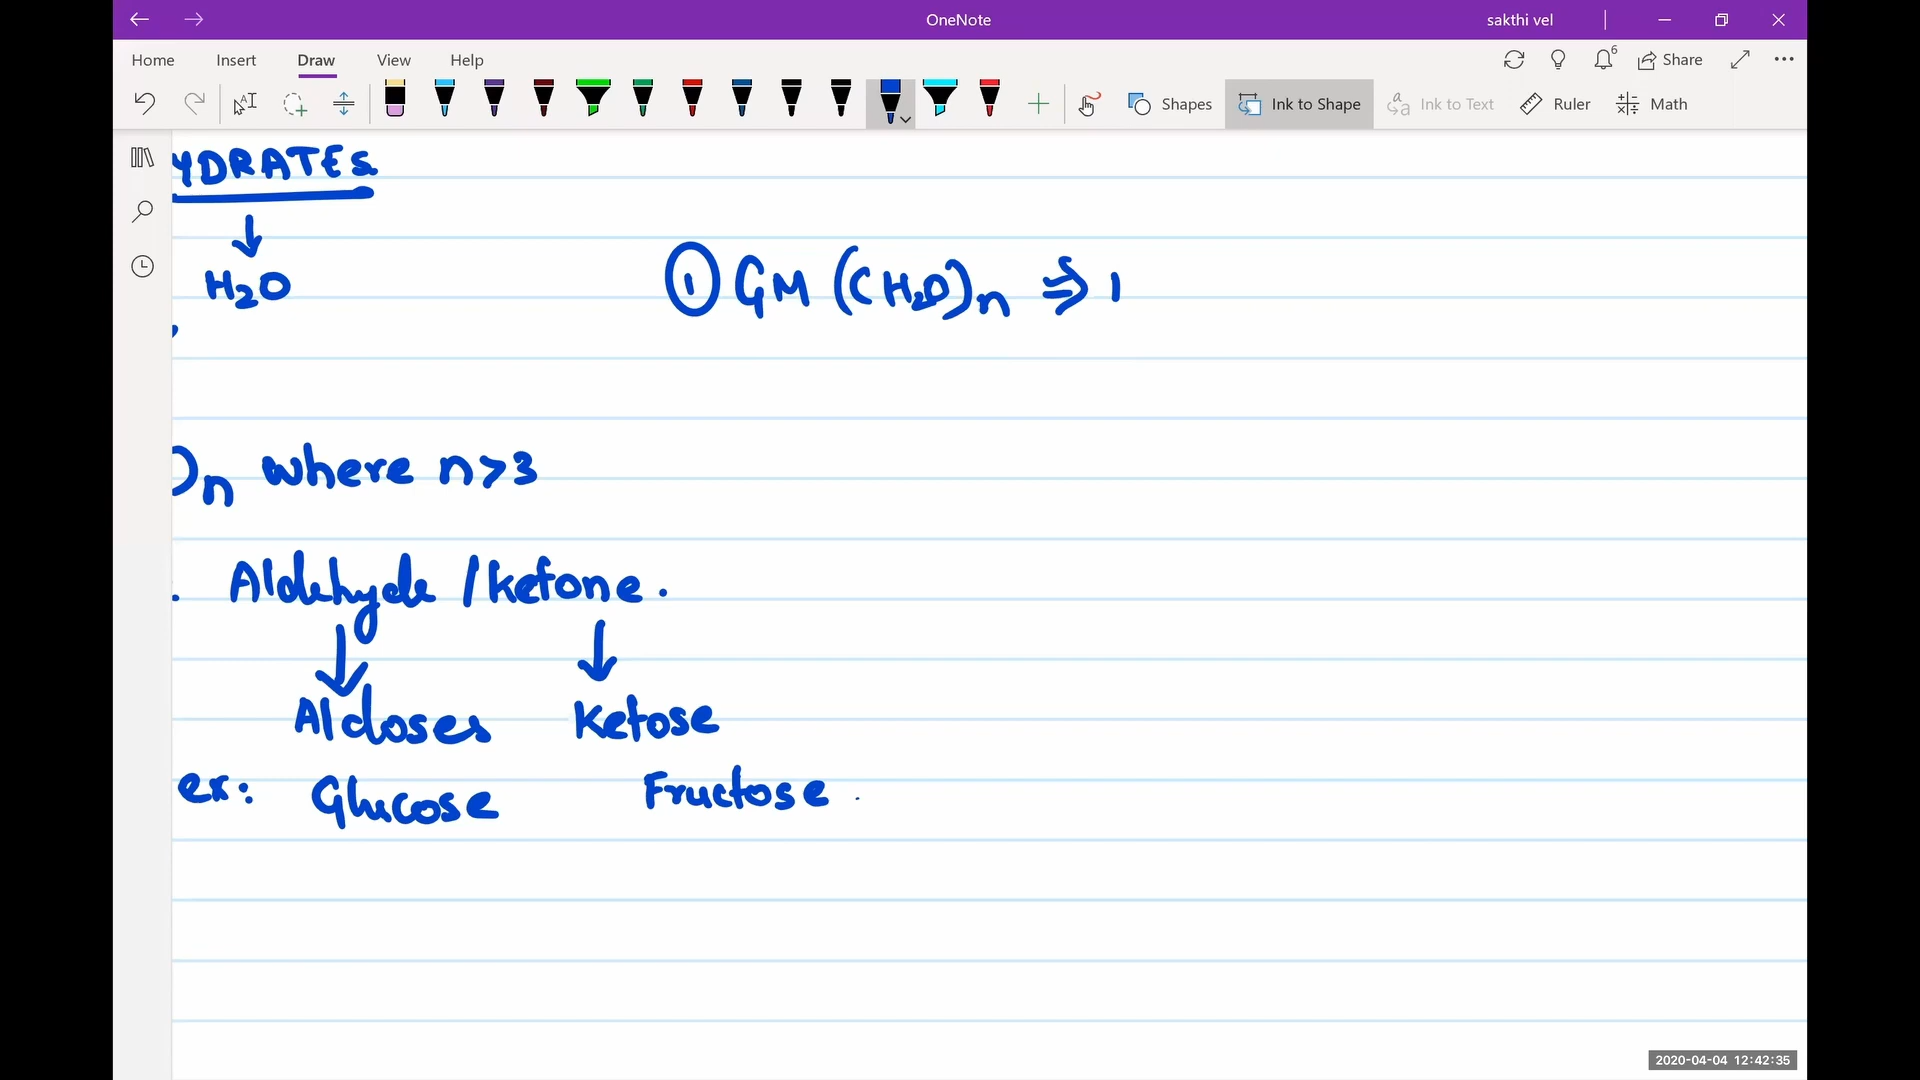 OneNote
sakthi vel
Home Insert Draw View Help
6
Share
Shapes
Ink to Shape
Ink to Text
Ruler
Math
YDRATEs
H2O
① GM (CH2O)n ⇒ 1
)n where n>3
. Aldehyde / ketone.
Aldoses Ketose
ex: Glucose Fructose .
2020-04-04 12:42:35